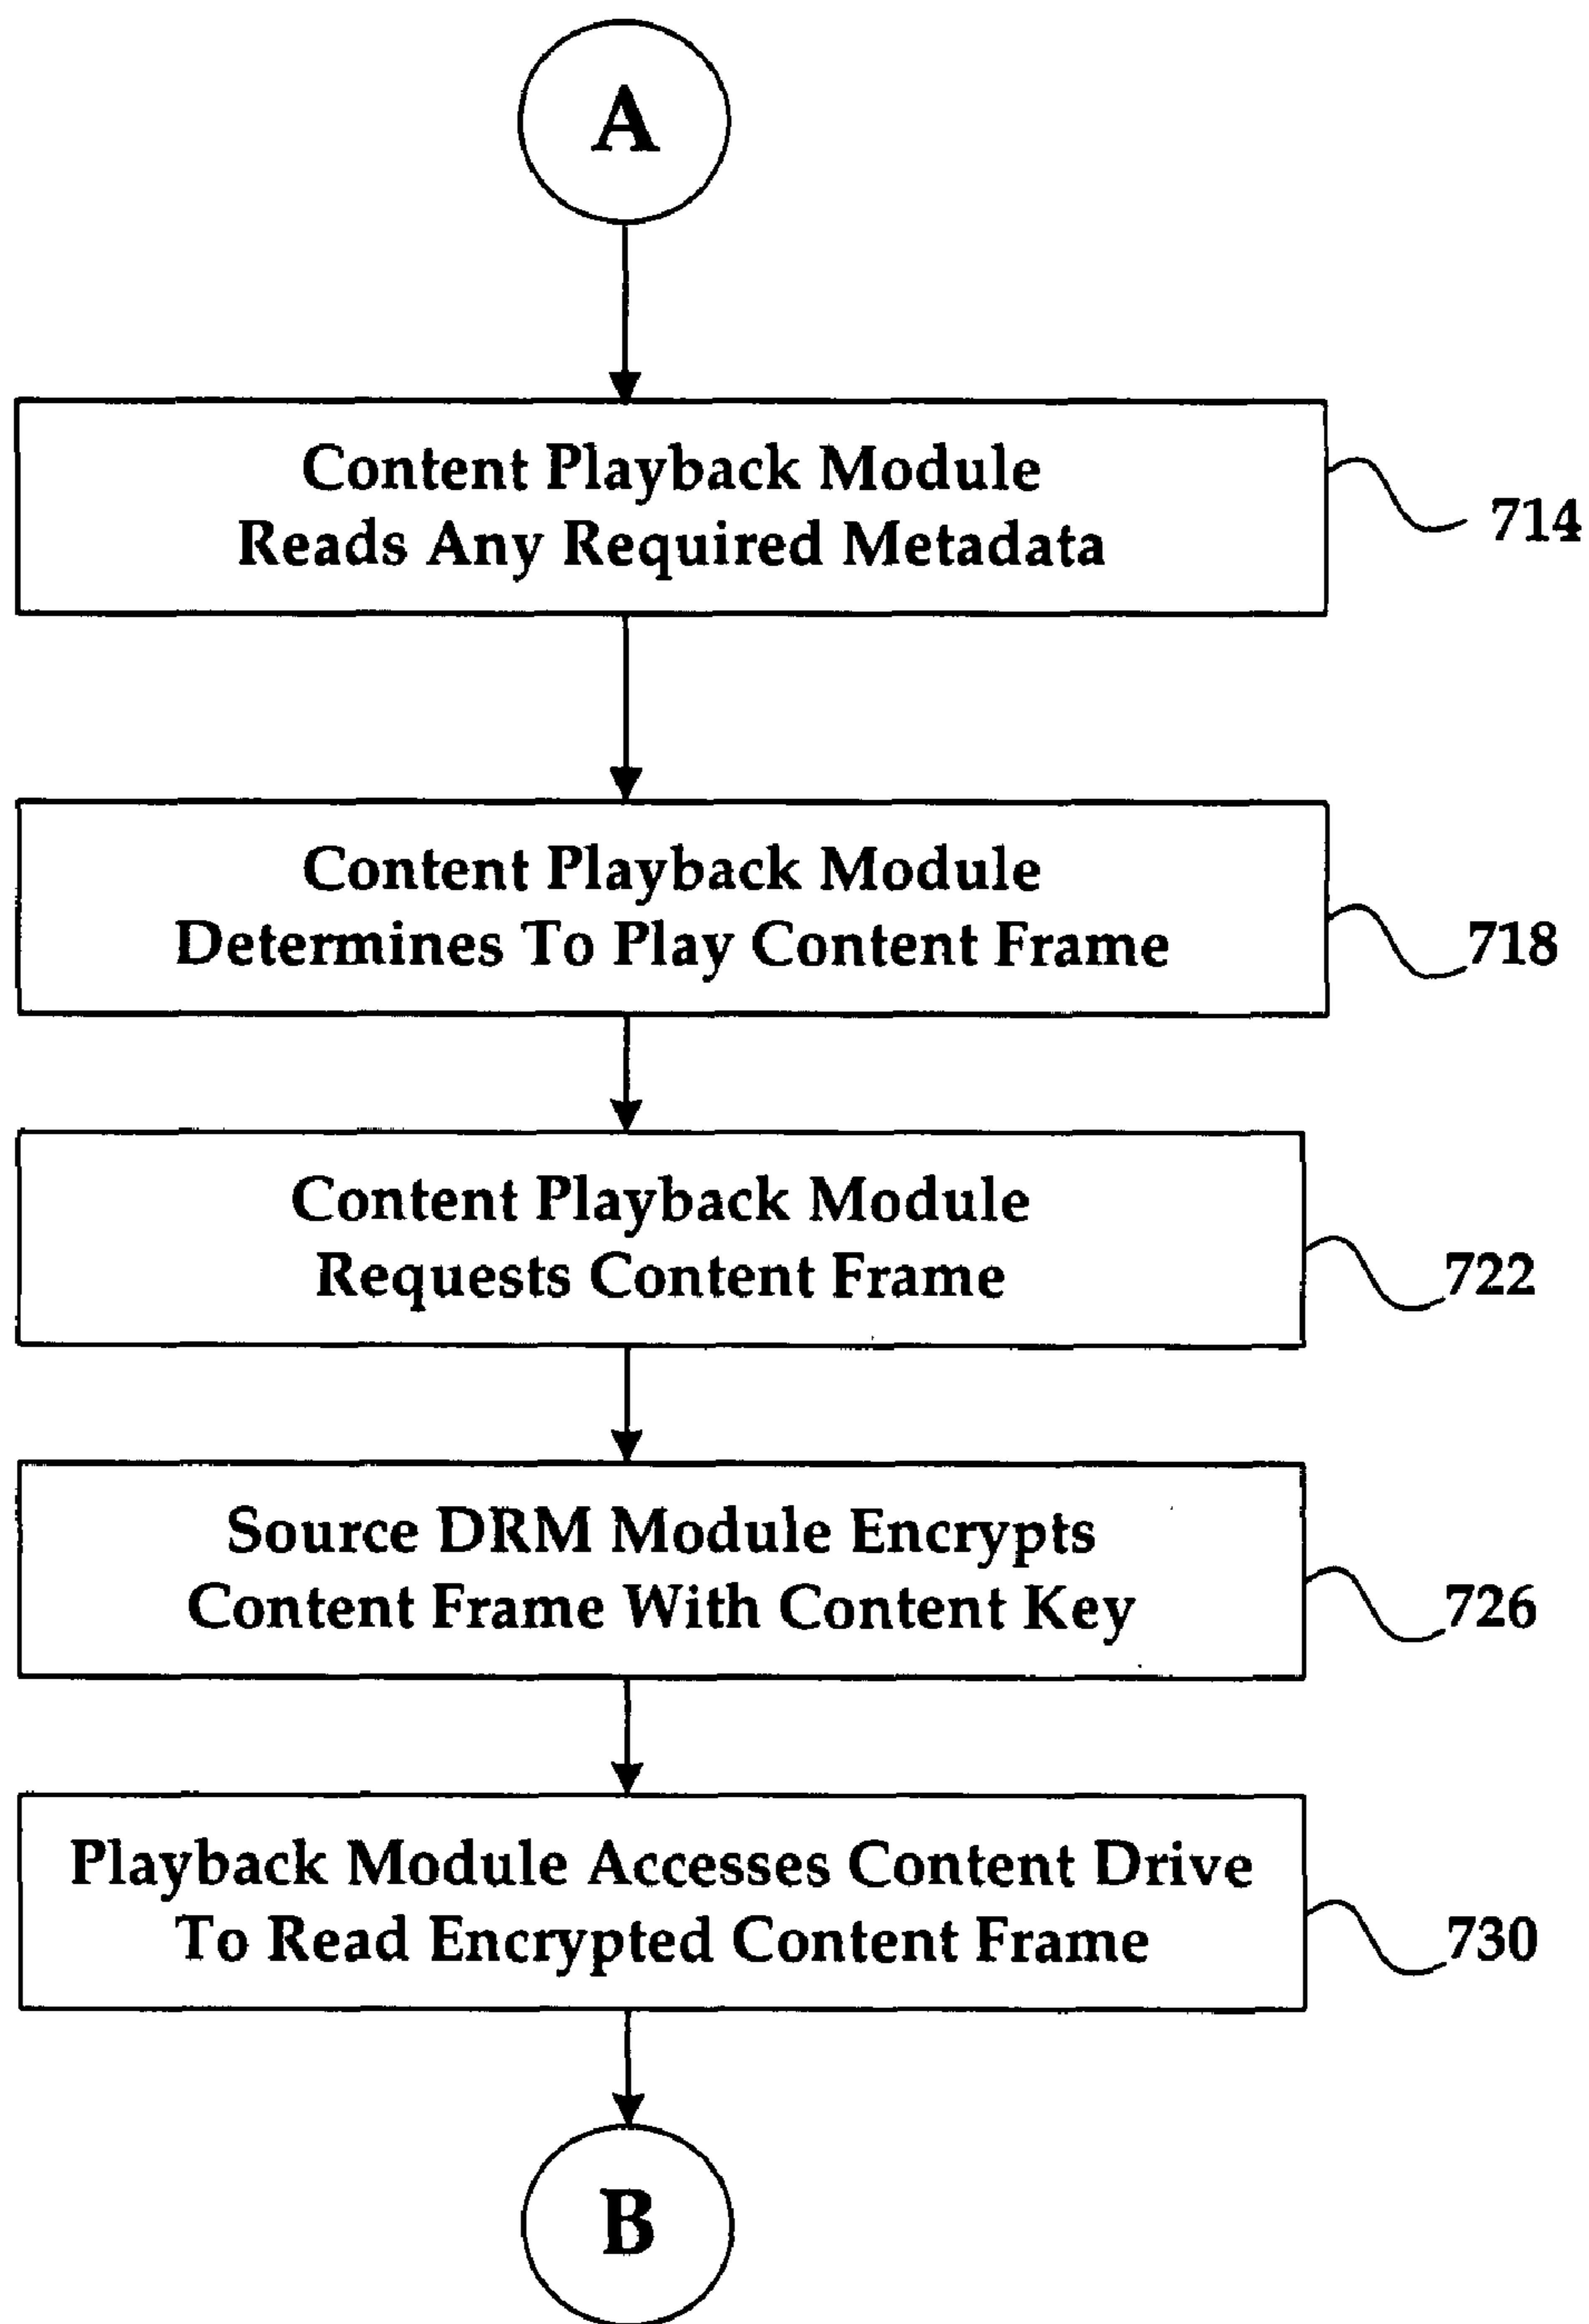 A
Content Playback Module
Reads Any Required Metadata
714
Content Playback Module
Determines To Play Content Frame
718
Content Playback Module
Requests Content Frame
722
Source DRM Module Encrypts
Content Frame With Content Key
726
Playback Module Accesses Content Drive
To Read Encrypted Content Frame
730
B